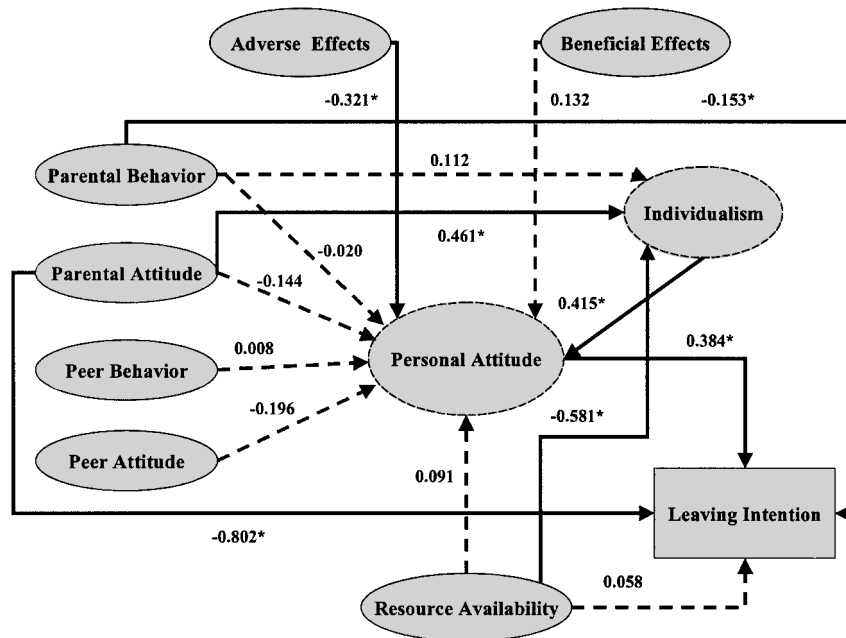 Adverse Effects
Beneficial Effects
-0.321*
0.132
-0.153*
Parental Behavior
0.112
Individualism
0.461*
-0.020
Parental Attitude
-0.144
0.415*
0.384*
Personal Attitude
0.008
Peer Behavior
-0.196
-0.581*
Peer Attitude
0.091
Leaving Intention
-0.802*
0.058
Resource Availability